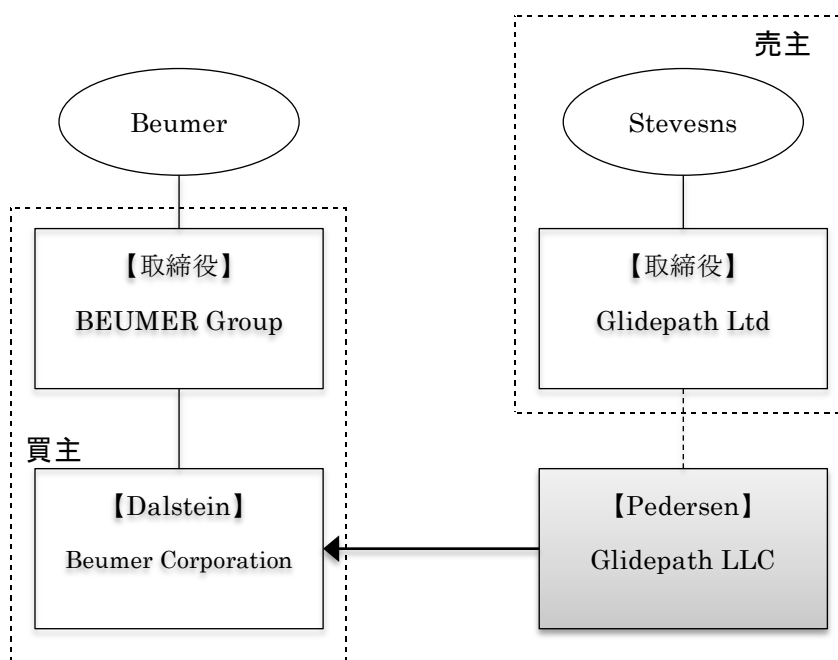 売主
Beumer
Stevesns
【取締役】
BEUMER Group
【取締役】
Glidepath Ltd
買主
【Dalstein】
Beumer Corporation
【Pedersen】
Glidepath LLC